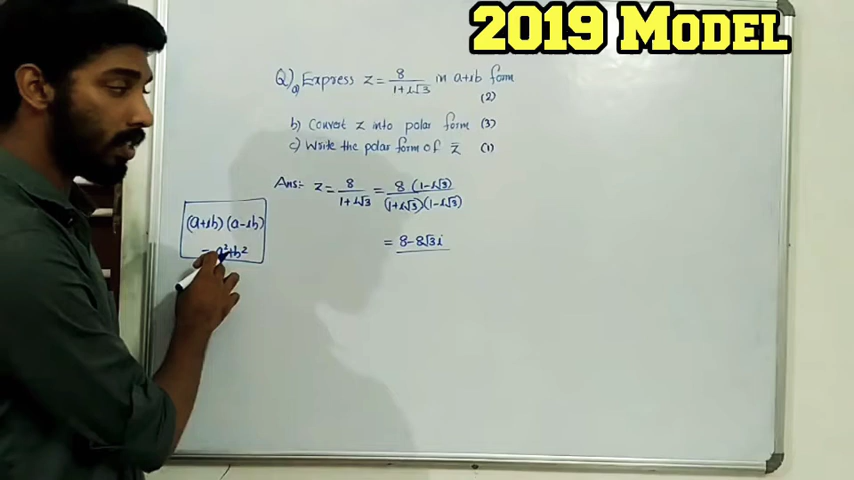 2019 MODEL
Q) a) Express z = 8/(1+i√3) in a+ib form (2)
b) Convert z into polar form (3)
c) Write the polar form of z̅ (1)
Ans:- z = 8/(1+i√3) = 8(1-i√3)/((1+i√3)(1-i√3))
= 8-8√3i
(a+ib)(a-ib)
= a²+b²